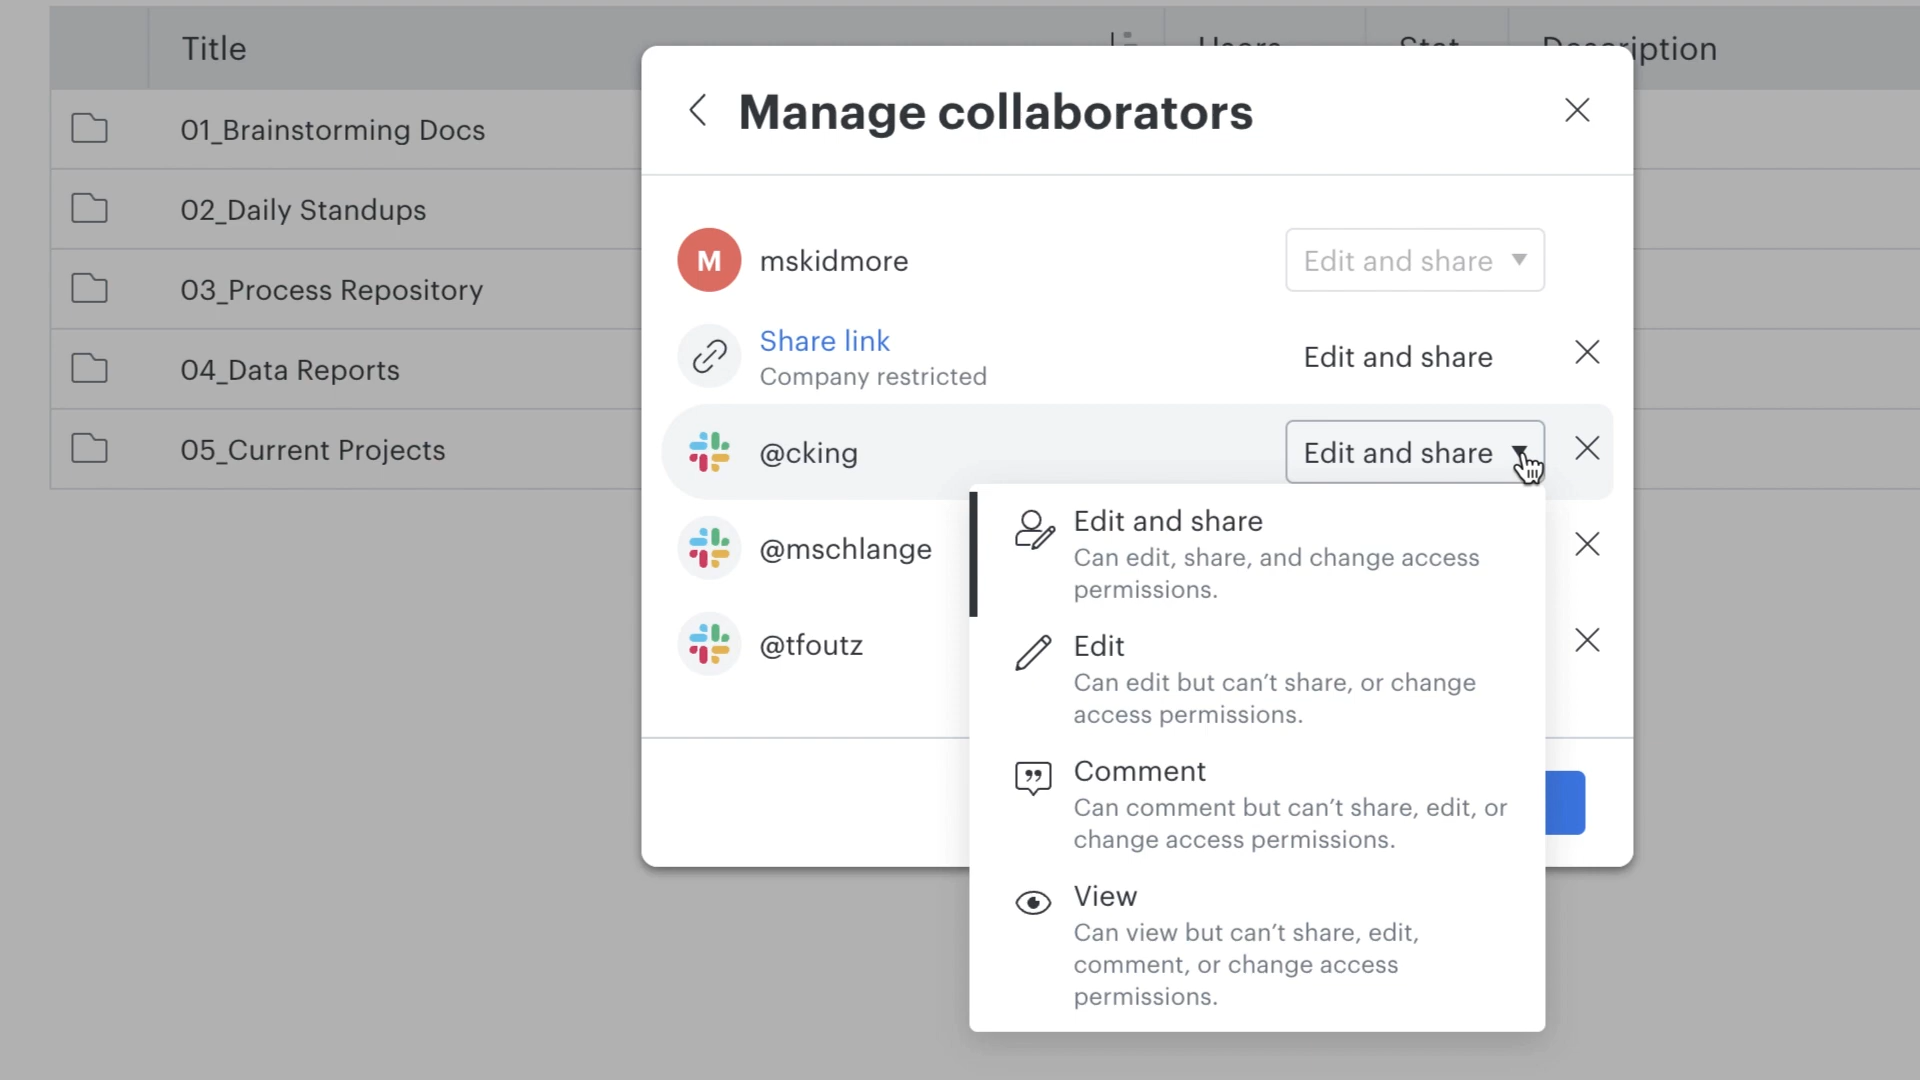 Title
Description
01_Brainstorming Docs
02_Daily Standups
03_Process Repository
04_Data Reports
05_Current Projects
Manage collaborators
M
mskidmore
Edit and share
Share link
Company restricted
Edit and share
@cking
Edit and share
@mschlange
@tfoutz
Edit and share
Can edit, share, and change access
permissions.
Edit
Can edit but can’t share, or change
access permissions.
Comment
Can comment but can’t share, edit, or
change access permissions.
View
Can view but can’t share, edit,
comment, or change access
permissions.